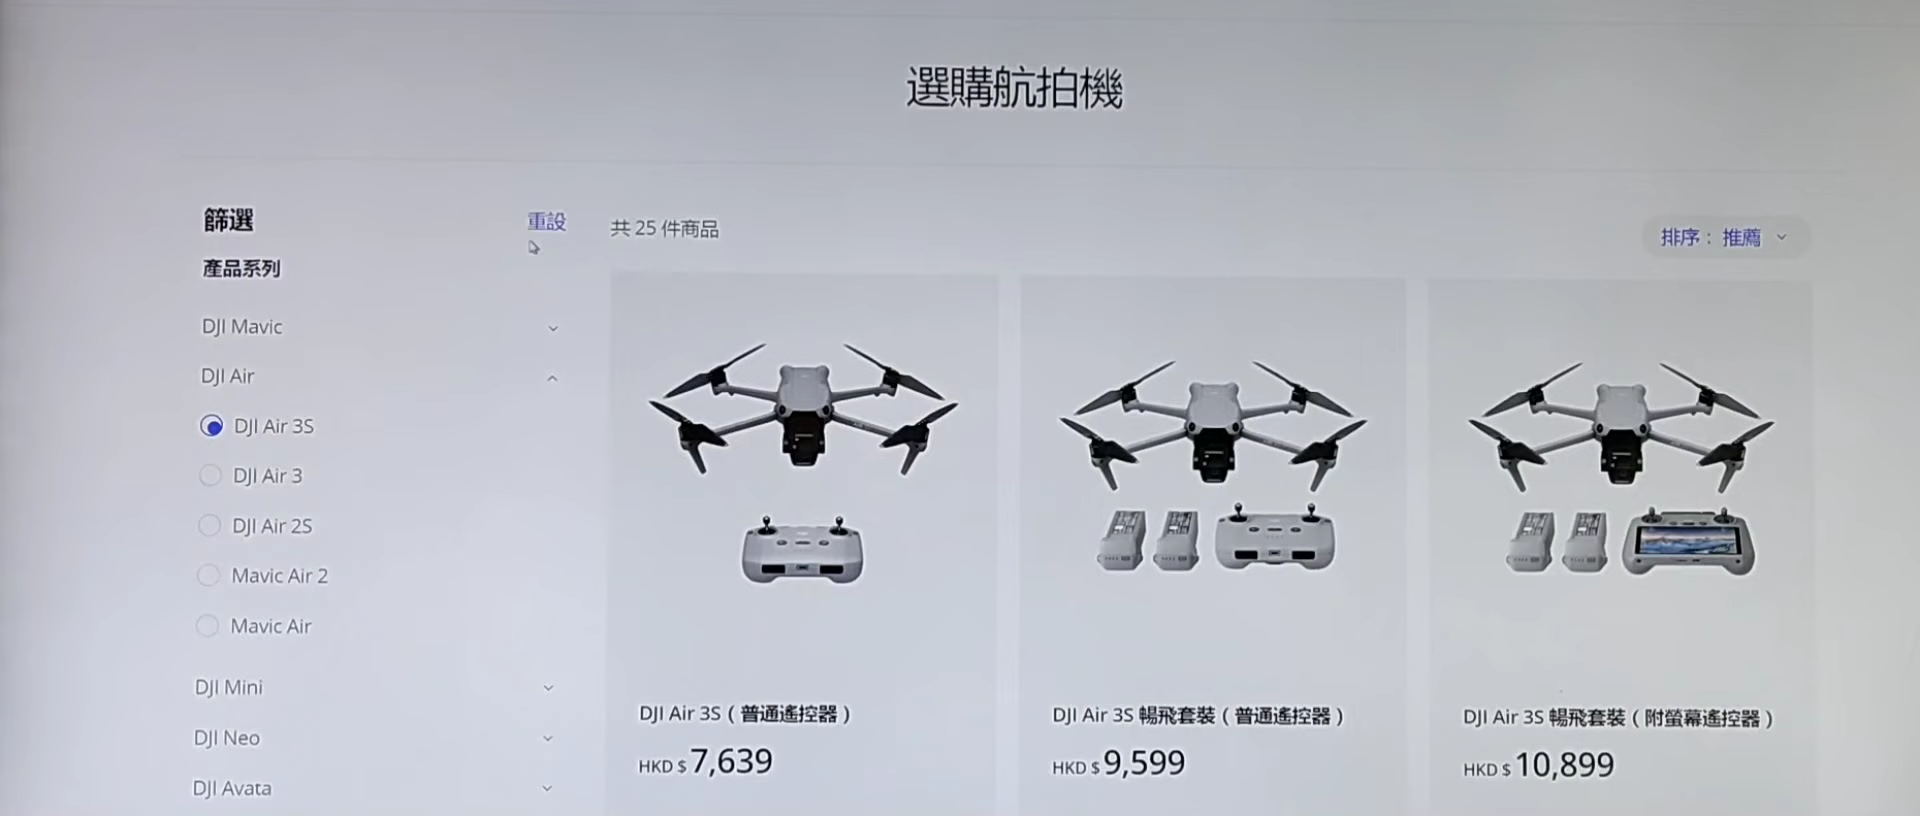 選購航拍機
篩選
重設
產品系列
DJI Mavic
DJI Air
DJI Air 3S
DJI Air 3
DJI Air 2S
Mavic Air 2
Mavic Air
DJI Mini
DJI Neo
DJI Avata
共 25 件商品
排序： 推薦
DJI Air 3S（普通遙控器）
HKD $ 7,639
DJI Air 3S 暢飛套裝（普通遙控器）
HKD $ 9,599
DJI Air 3S 暢飛套裝（附螢幕遙控器）
HKD $ 10,899